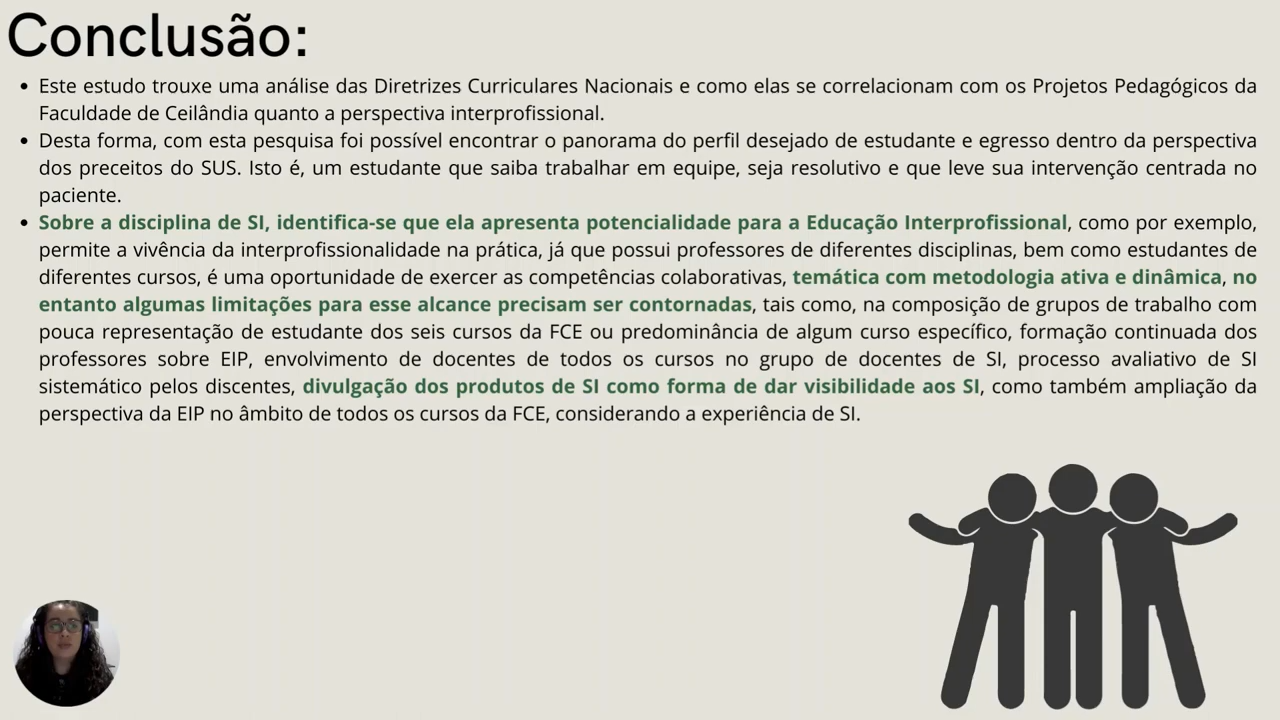 Conclusão:
Este estudo trouxe uma análise das Diretrizes Curriculares Nacionais e como elas se correlacionam com os Projetos Pedagógicos da
Faculdade de Ceilândia quanto a perspectiva interprofissional.
Desta forma, com esta pesquisa foi possível encontrar o panorama do perfil desejado de estudante e egresso dentro da perspectiva
dos preceitos do SUS. Isto é, um estudante que saiba trabalhar em equipe, seja resolutivo e que leve sua intervenção centrada no
paciente.
Sobre a disciplina de SI, identifica-se que ela apresenta potencialidade para a Educação Interprofissional, como por exemplo,
permite a vivência da interprofissionalidade na prática, já que possui professores de diferentes disciplinas, bem como estudantes de
diferentes cursos, é uma oportunidade de exercer as competências colaborativas, temática com metodologia ativa e dinâmica, no
entanto algumas limitações para esse alcance precisam ser contornadas, tais como, na composição de grupos de trabalho com
pouca representação de estudante dos seis cursos da FCE ou predominância de algum curso específico, formação continuada dos
professores sobre EIP, envolvimento de docentes de todos os cursos no grupo de docentes de SI, processo avaliativo de SI
sistemático pelos discentes, divulgação dos produtos de SI como forma de dar visibilidade aos SI, como também ampliação da
perspectiva da EIP no âmbito de todos os cursos da FCE, considerando a experiência de SI.